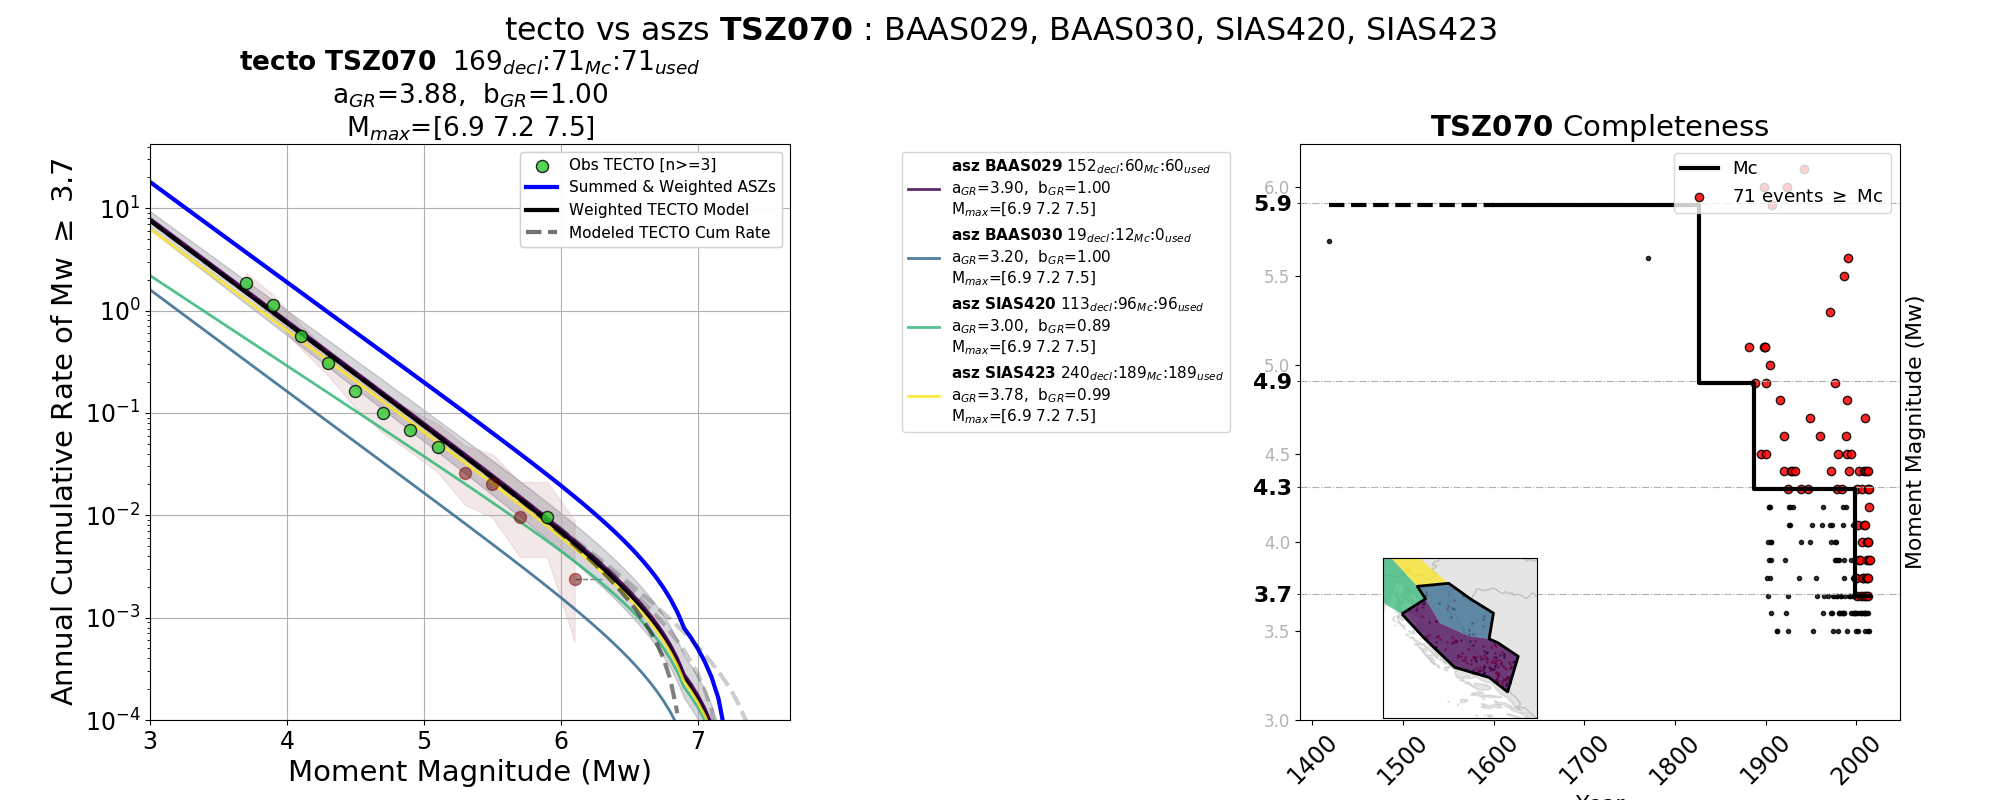 tecto vs aszs TSZ070 : BAAS029, BAAS030, SIAS420, SIAS423
tecto TSZ070 169decl:71Mc:71used
aGR=3.88, bGR=1.00
Mmax=[6.9 7.2 7.5]
Annual Cumulative Rate of Mw ≥ 3.7
10^1
10^0
10^−1
10^−2
10^−3
10^−4
Obs TECTO [n>=3]
Summed & Weighted ASZs
Weighted TECTO Model
Modeled TECTO Cum Rate
3 4 5 6 7
Moment Magnitude (Mw)
asz BAAS029 152decl:60Mc:60used
aGR=3.90, bGR=1.00
Mmax=[6.9 7.2 7.5]
asz BAAS030 19decl:12Mc:0used
aGR=3.20, bGR=1.00
Mmax=[6.9 7.2 7.5]
asz SIAS420 113decl:96Mc:96used
aGR=3.00, bGR=0.89
Mmax=[6.9 7.2 7.5]
asz SIAS423 240decl:189Mc:189used
aGR=3.78, bGR=0.99
Mmax=[6.9 7.2 7.5]
TSZ070 Completeness
Mc
71 events ≥ Mc
6.0
5.9
5.5
5.0
4.9
4.5
4.3
4.0
3.7
3.5
3.0
1400 1500 1600 1700 1800 1900 2000
Year
Moment Magnitude (Mw)